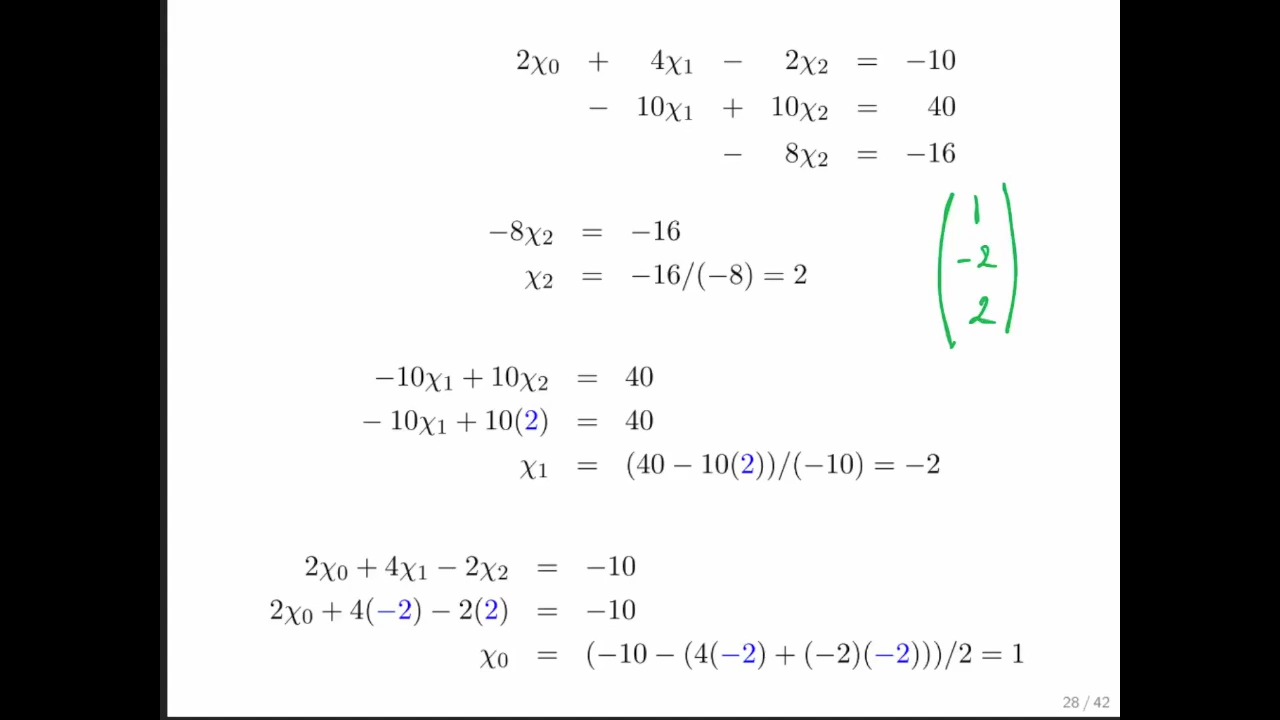 2χ₀ + 4χ₁ − 2χ₂ = −10
− 10χ₁ + 10χ₂ = 40
− 8χ₂ = −16
−8χ₂ = −16
χ₂ = −16/(−8) = 2
1
-2
2
−10χ₁ + 10χ₂ = 40
− 10χ₁ + 10(2) = 40
χ₁ = (40 − 10(2))/(−10) = −2
2χ₀ + 4χ₁ − 2χ₂ = −10
2χ₀ + 4(−2) − 2(2) = −10
χ₀ = (−10 − (4(−2) + (−2)(−2)))/2 = 1
28 / 42